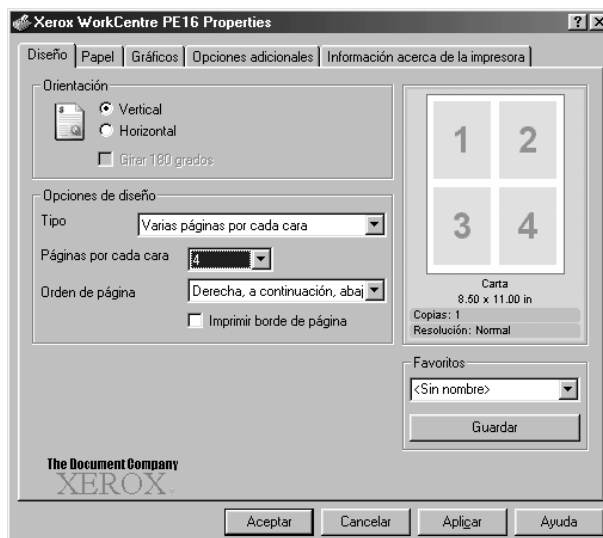 Xerox WorkCentre PE16 Properties
Diseño Papel Gráficos Opciones adicionales Información acerca de la impresora
Orientación
Vertical
Horizontal
Girar 180 grados
Opciones de diseño
Tipo Varias páginas por cada cara
Páginas por cada cara 4
Orden de página Derecha, a continuación, abaj
Imprimir borde de página
1 2
3 4
Carta
8.50 x 11.00 in
Copias: 1
Resolución: Normal
Favoritos
<Sin nombre>
Guardar
The Document Company
XEROX
Aceptar Cancelar Aplicar Ayuda